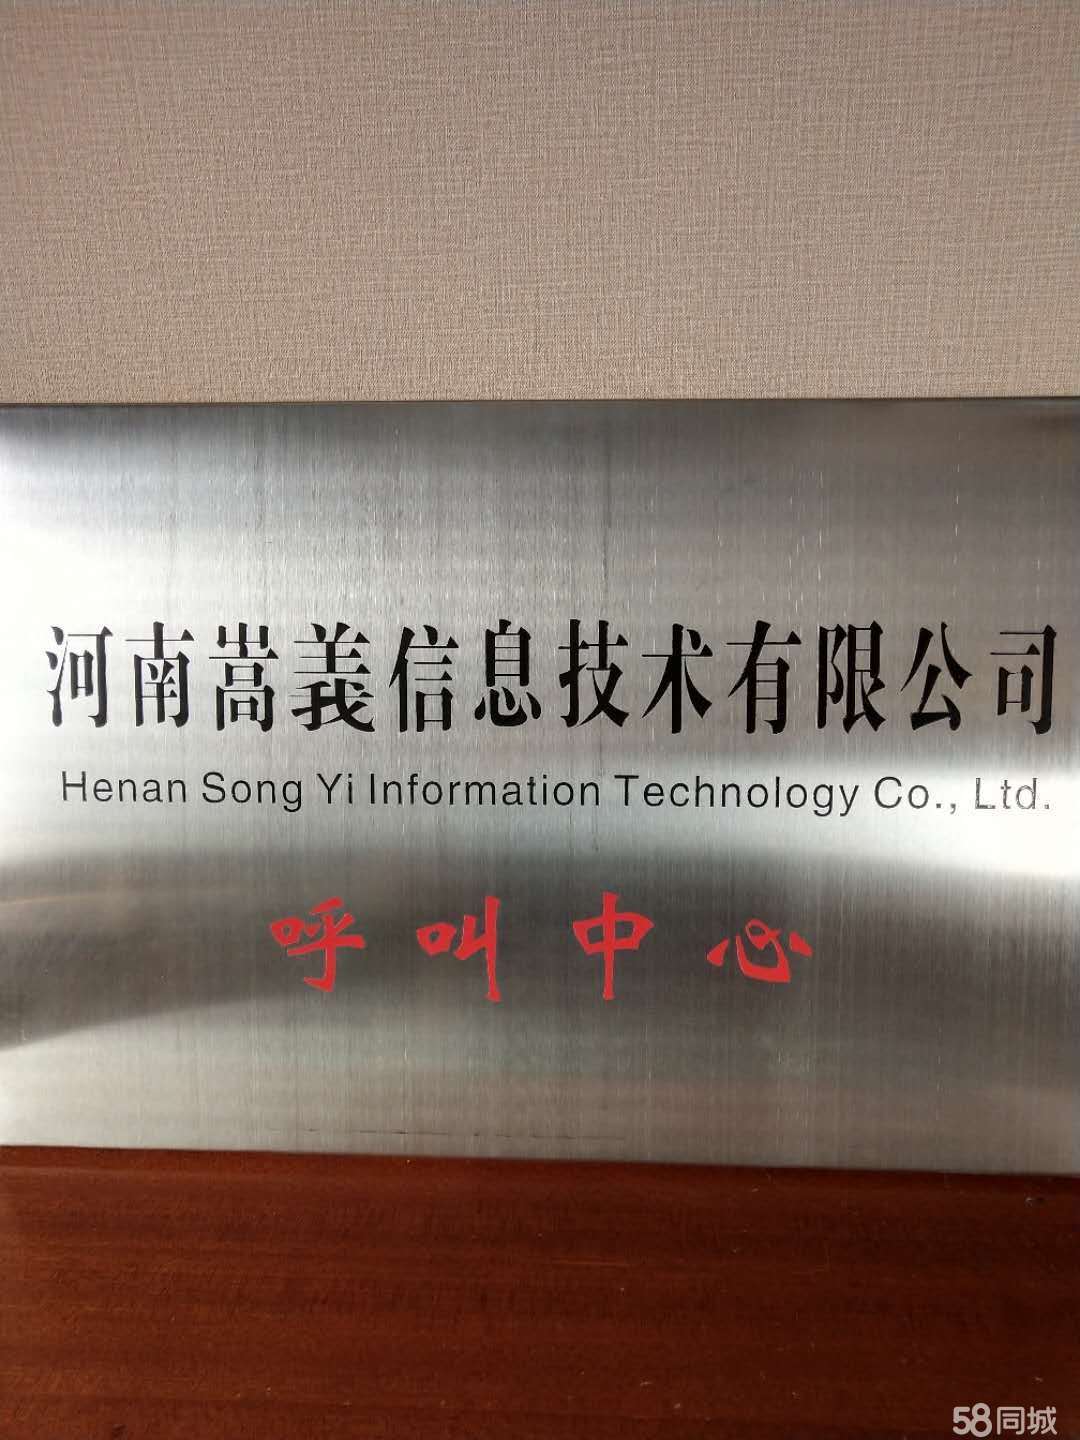 河南嵩義信息技术有限公司
Henan Song Yi Information Technology Co., Ltd.
呼叫中心
58同城